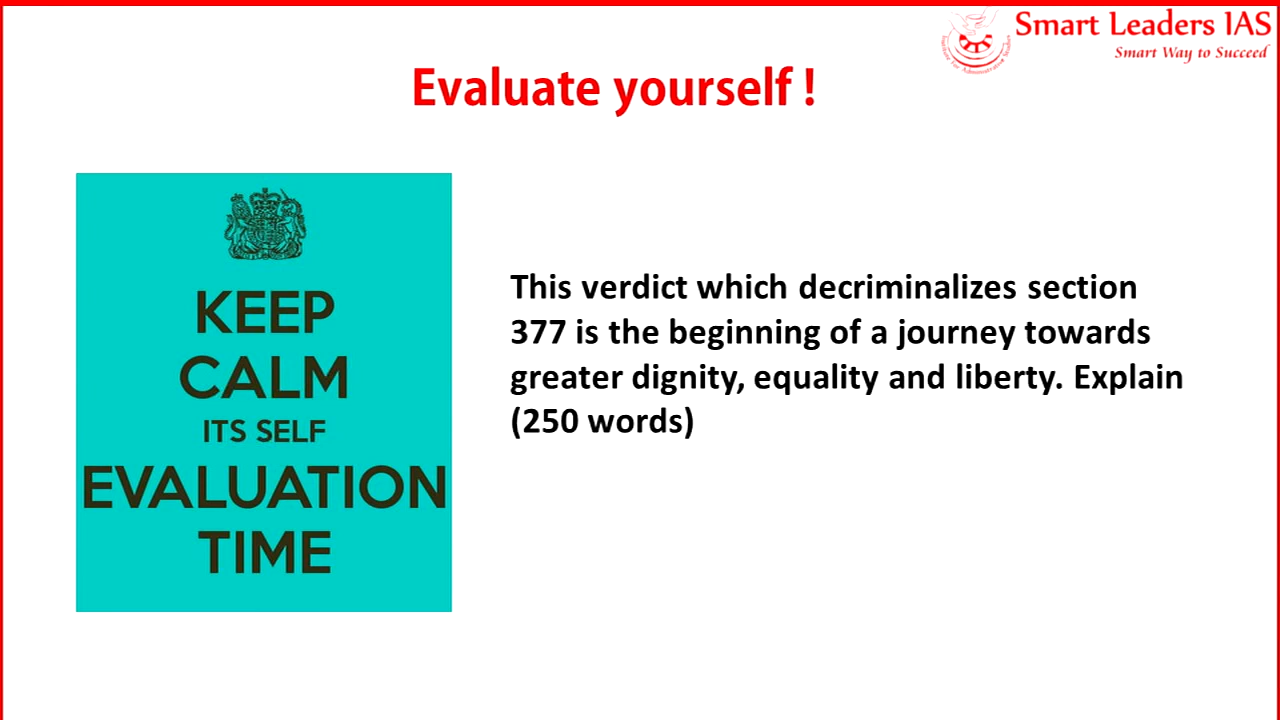 Smart Leaders IAS
Smart Way to Succeed
Evaluate yourself !
KEEP
CALM
ITS SELF
EVALUATION
TIME
This verdict which decriminalizes section
377 is the beginning of a journey towards
greater dignity, equality and liberty. Explain
(250 words)